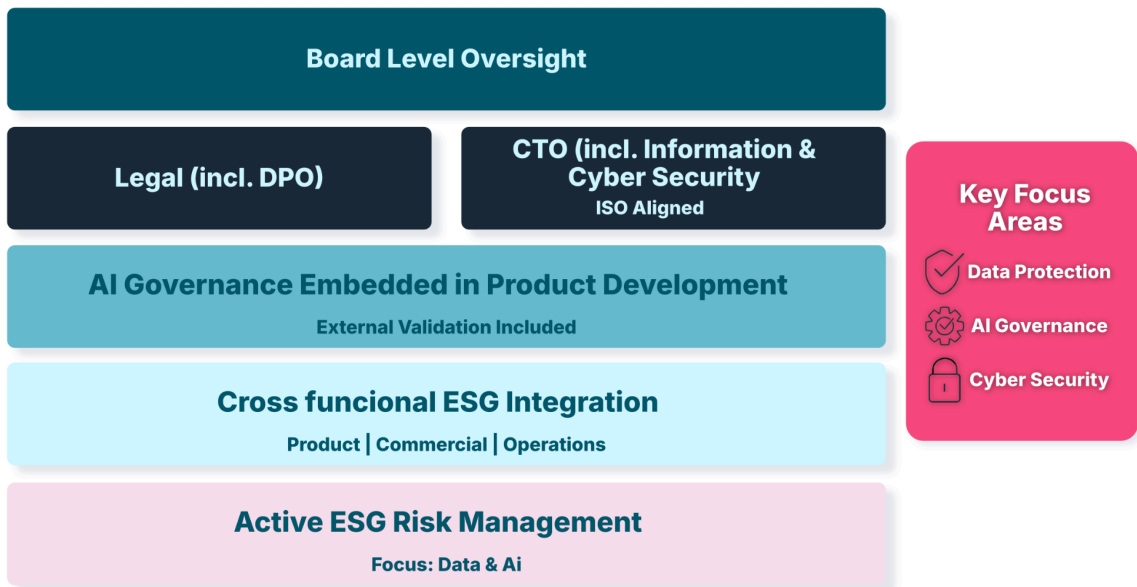 Board Level Oversight
Legal (incl. DPO)
CTO (incl. Information &
Cyber Security
ISO Aligned
AI Governance Embedded in Product Development
External Validation Included
Cross funcional ESG Integration
Product | Commercial | Operations
Active ESG Risk Management
Focus: Data & Ai
Key Focus
Areas
Data Protection
AI Governance
Cyber Security